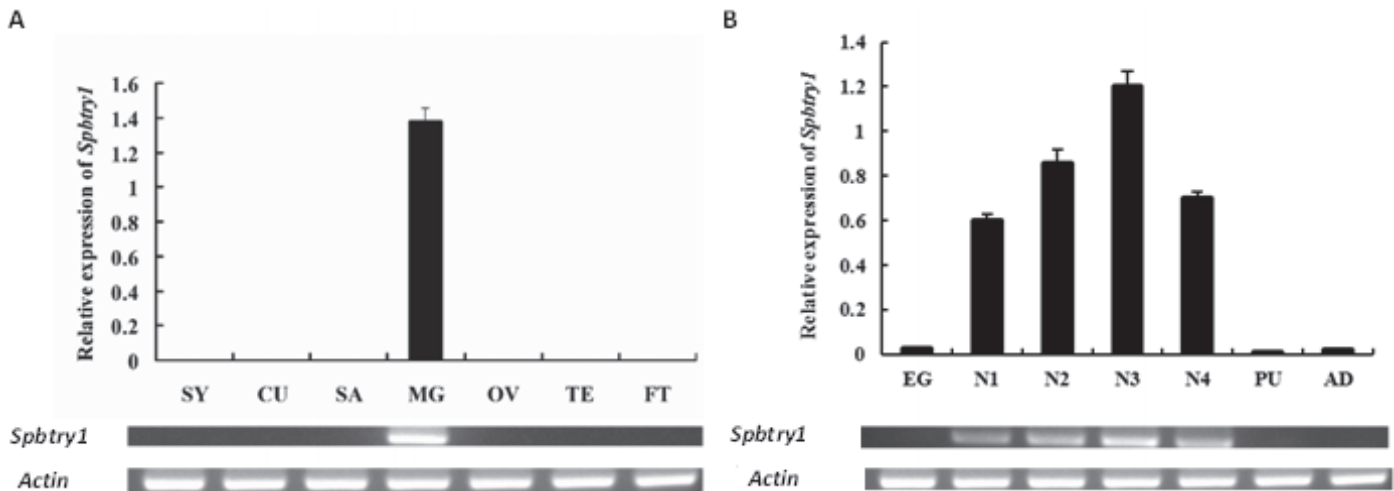 A
Relative expression of Spbtry1
1.6
1.4
1.2
1
0.8
0.6
0.4
0.2
0
SY CU SA MG OV TE FT
Spbtry1
Actin
B
Relative expression of Spbtry1
1.4
1.2
1
0.8
0.6
0.4
0.2
0
EG N1 N2 N3 N4 PU AD
Spbtry1
Actin